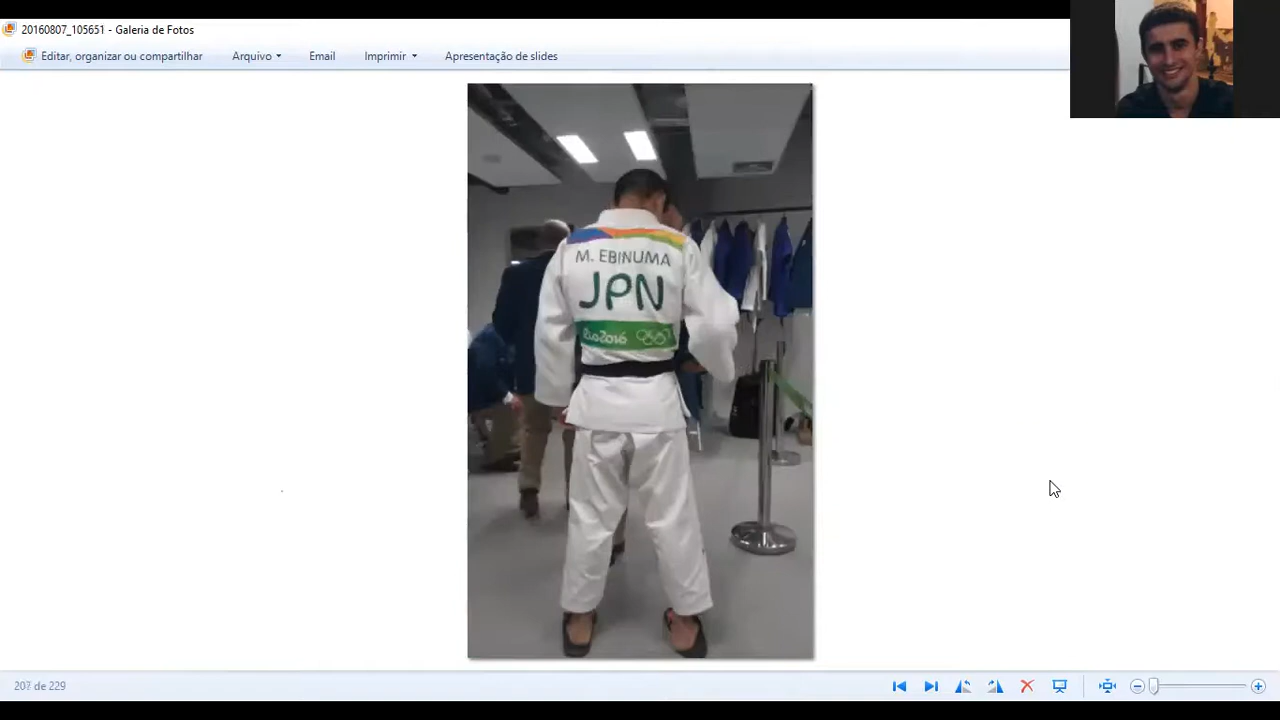 20160807_105651 - Galeria de Fotos
Editar, organizar ou compartilhar Arquivo Email Imprimir Apresentação de slides
M. EBINUMA
JPN
Rio2016
207 de 229